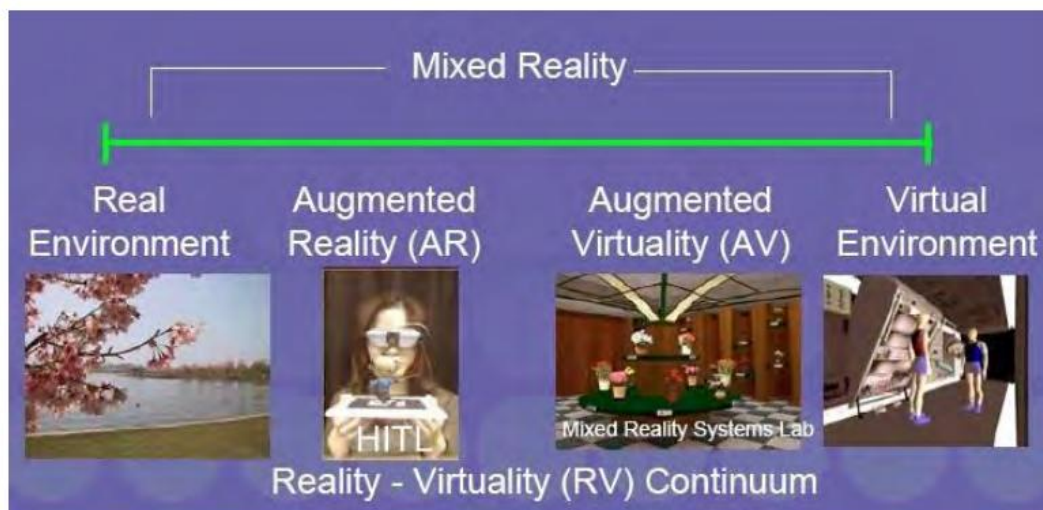 Mixed Reality
Real
Environment
Augmented
Reality (AR)
Augmented
Virtuality (AV)
Virtual
Environment
HITL
Mixed Reality Systems Lab
Reality - Virtuality (RV) Continuum